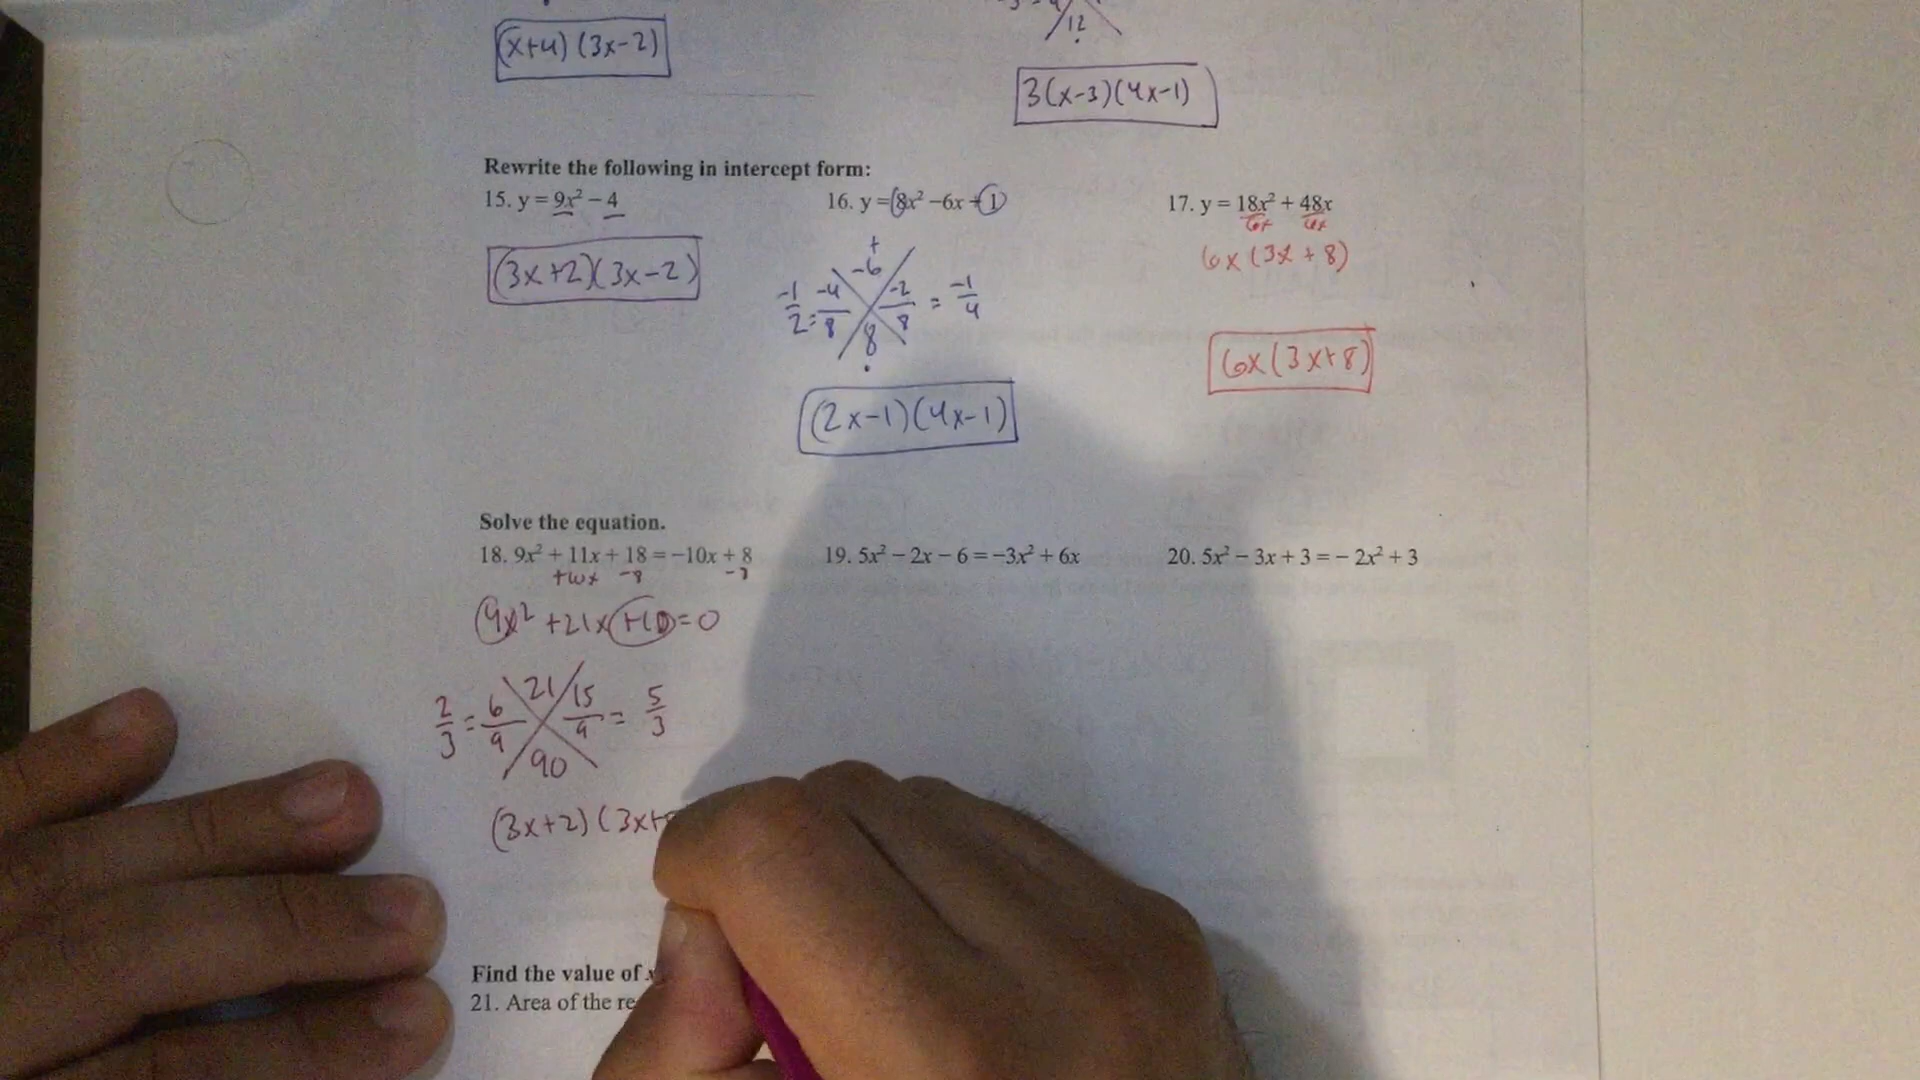 (x+4)(3x-2)
12
3(x-3)(4x-1)
Rewrite the following in intercept form:
15. y = 9x² − 4
16. y = 8x² −6x + 1
17. y = 18x² + 48x
6x 6x
6x(3x + 8)
(3x+2)(3x-2)
+
-6
-1/2 = -4/8
-2/8 = -1/4
8
6x(3x+8)
(2x-1)(4x-1)
Solve the equation.
18. 9x² + 11x + 18 = −10x + 8
19. 5x² − 2x − 6 = −3x² + 6x
20. 5x² − 3x + 3 = − 2x² + 3
+10x -8 -8
9x² +21x +10 = 0
21
2/3 = 6/9
15/9 = 5/3
90
(3x+2)(3x+
Find the value of x
21. Area of the re